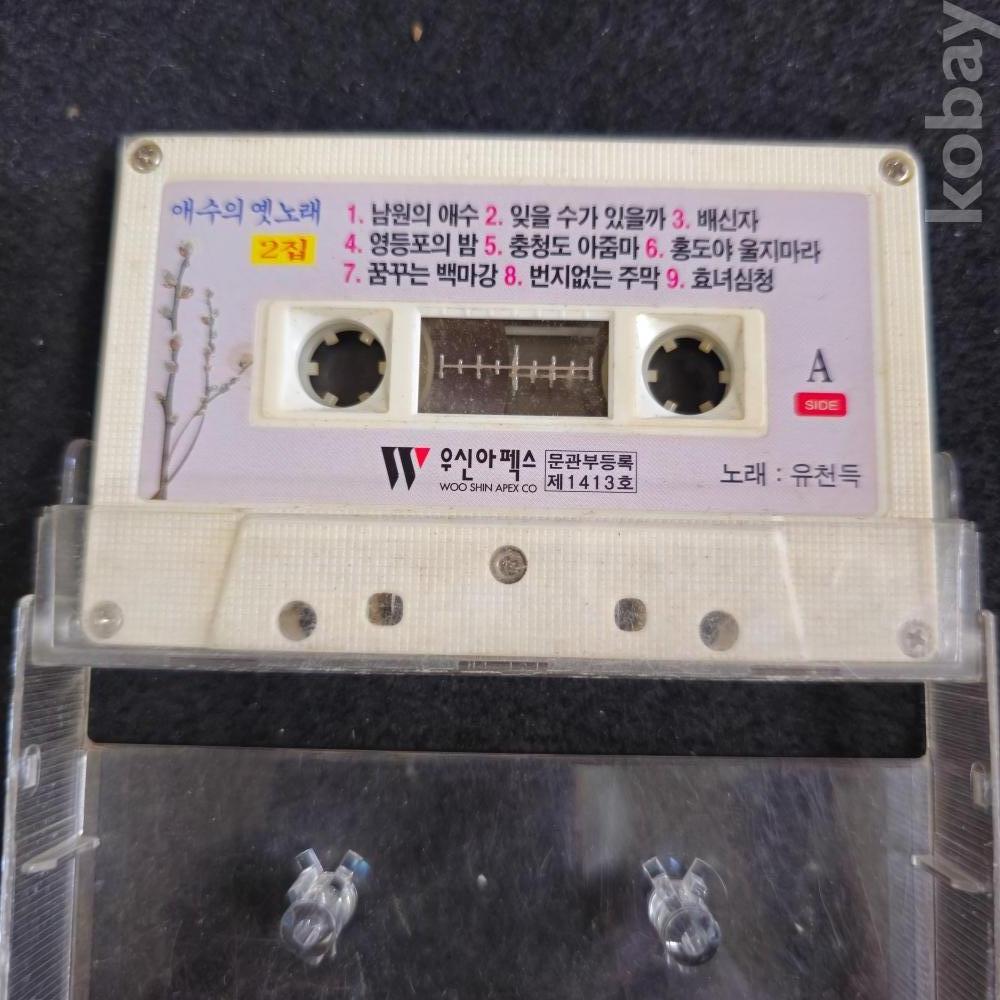 kobay
애수의 옛노래
2집
1. 남원의 애수 2. 잊을 수가 있을까 3. 배신자
4. 영등포의 밤 5. 충청도 아줌마 6. 홍도야 울지마라
7. 꿈꾸는 백마강 8. 번지없는 주막 9. 효녀심청
A
SIDE
우신아펙스
WOO SHIN APEX CO
문관부등록
제1413호
노래 : 유천득